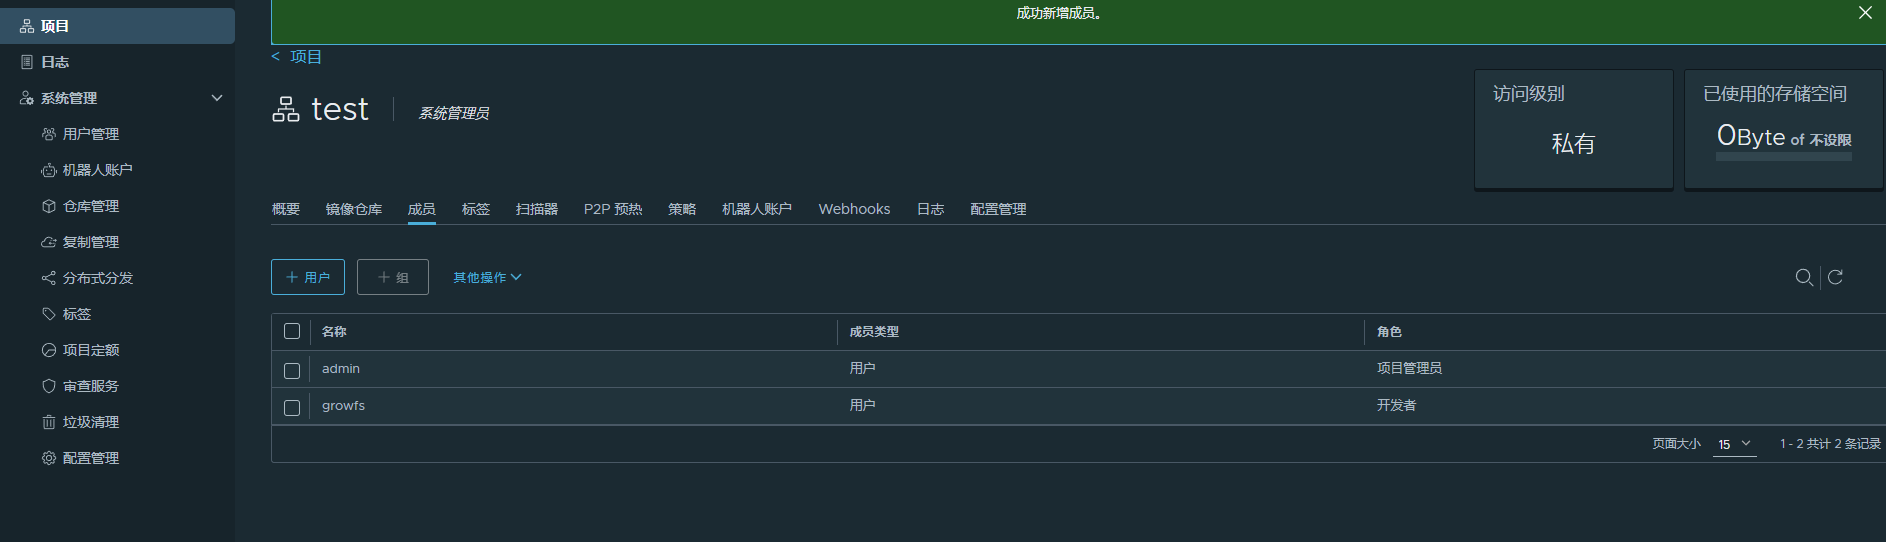 成功新增成员。
项目
日志
系统管理
用户管理
机器人账户
仓库管理
复制管理
分布式分发
标签
项目定额
审查服务
垃圾清理
配置管理
< 项目
test 系统管理员
访问级别
私有
已使用的存储空间
0Byte of 不设限
概要 镜像仓库 成员 标签 扫描器 P2P 预热 策略 机器人账户 Webhooks 日志 配置管理
+ 用户 + 组 其他操作
名称 成员类型 角色
admin 用户 项目管理员
growfs 用户 开发者
页面大小 15 1 - 2 共计 2 条记录